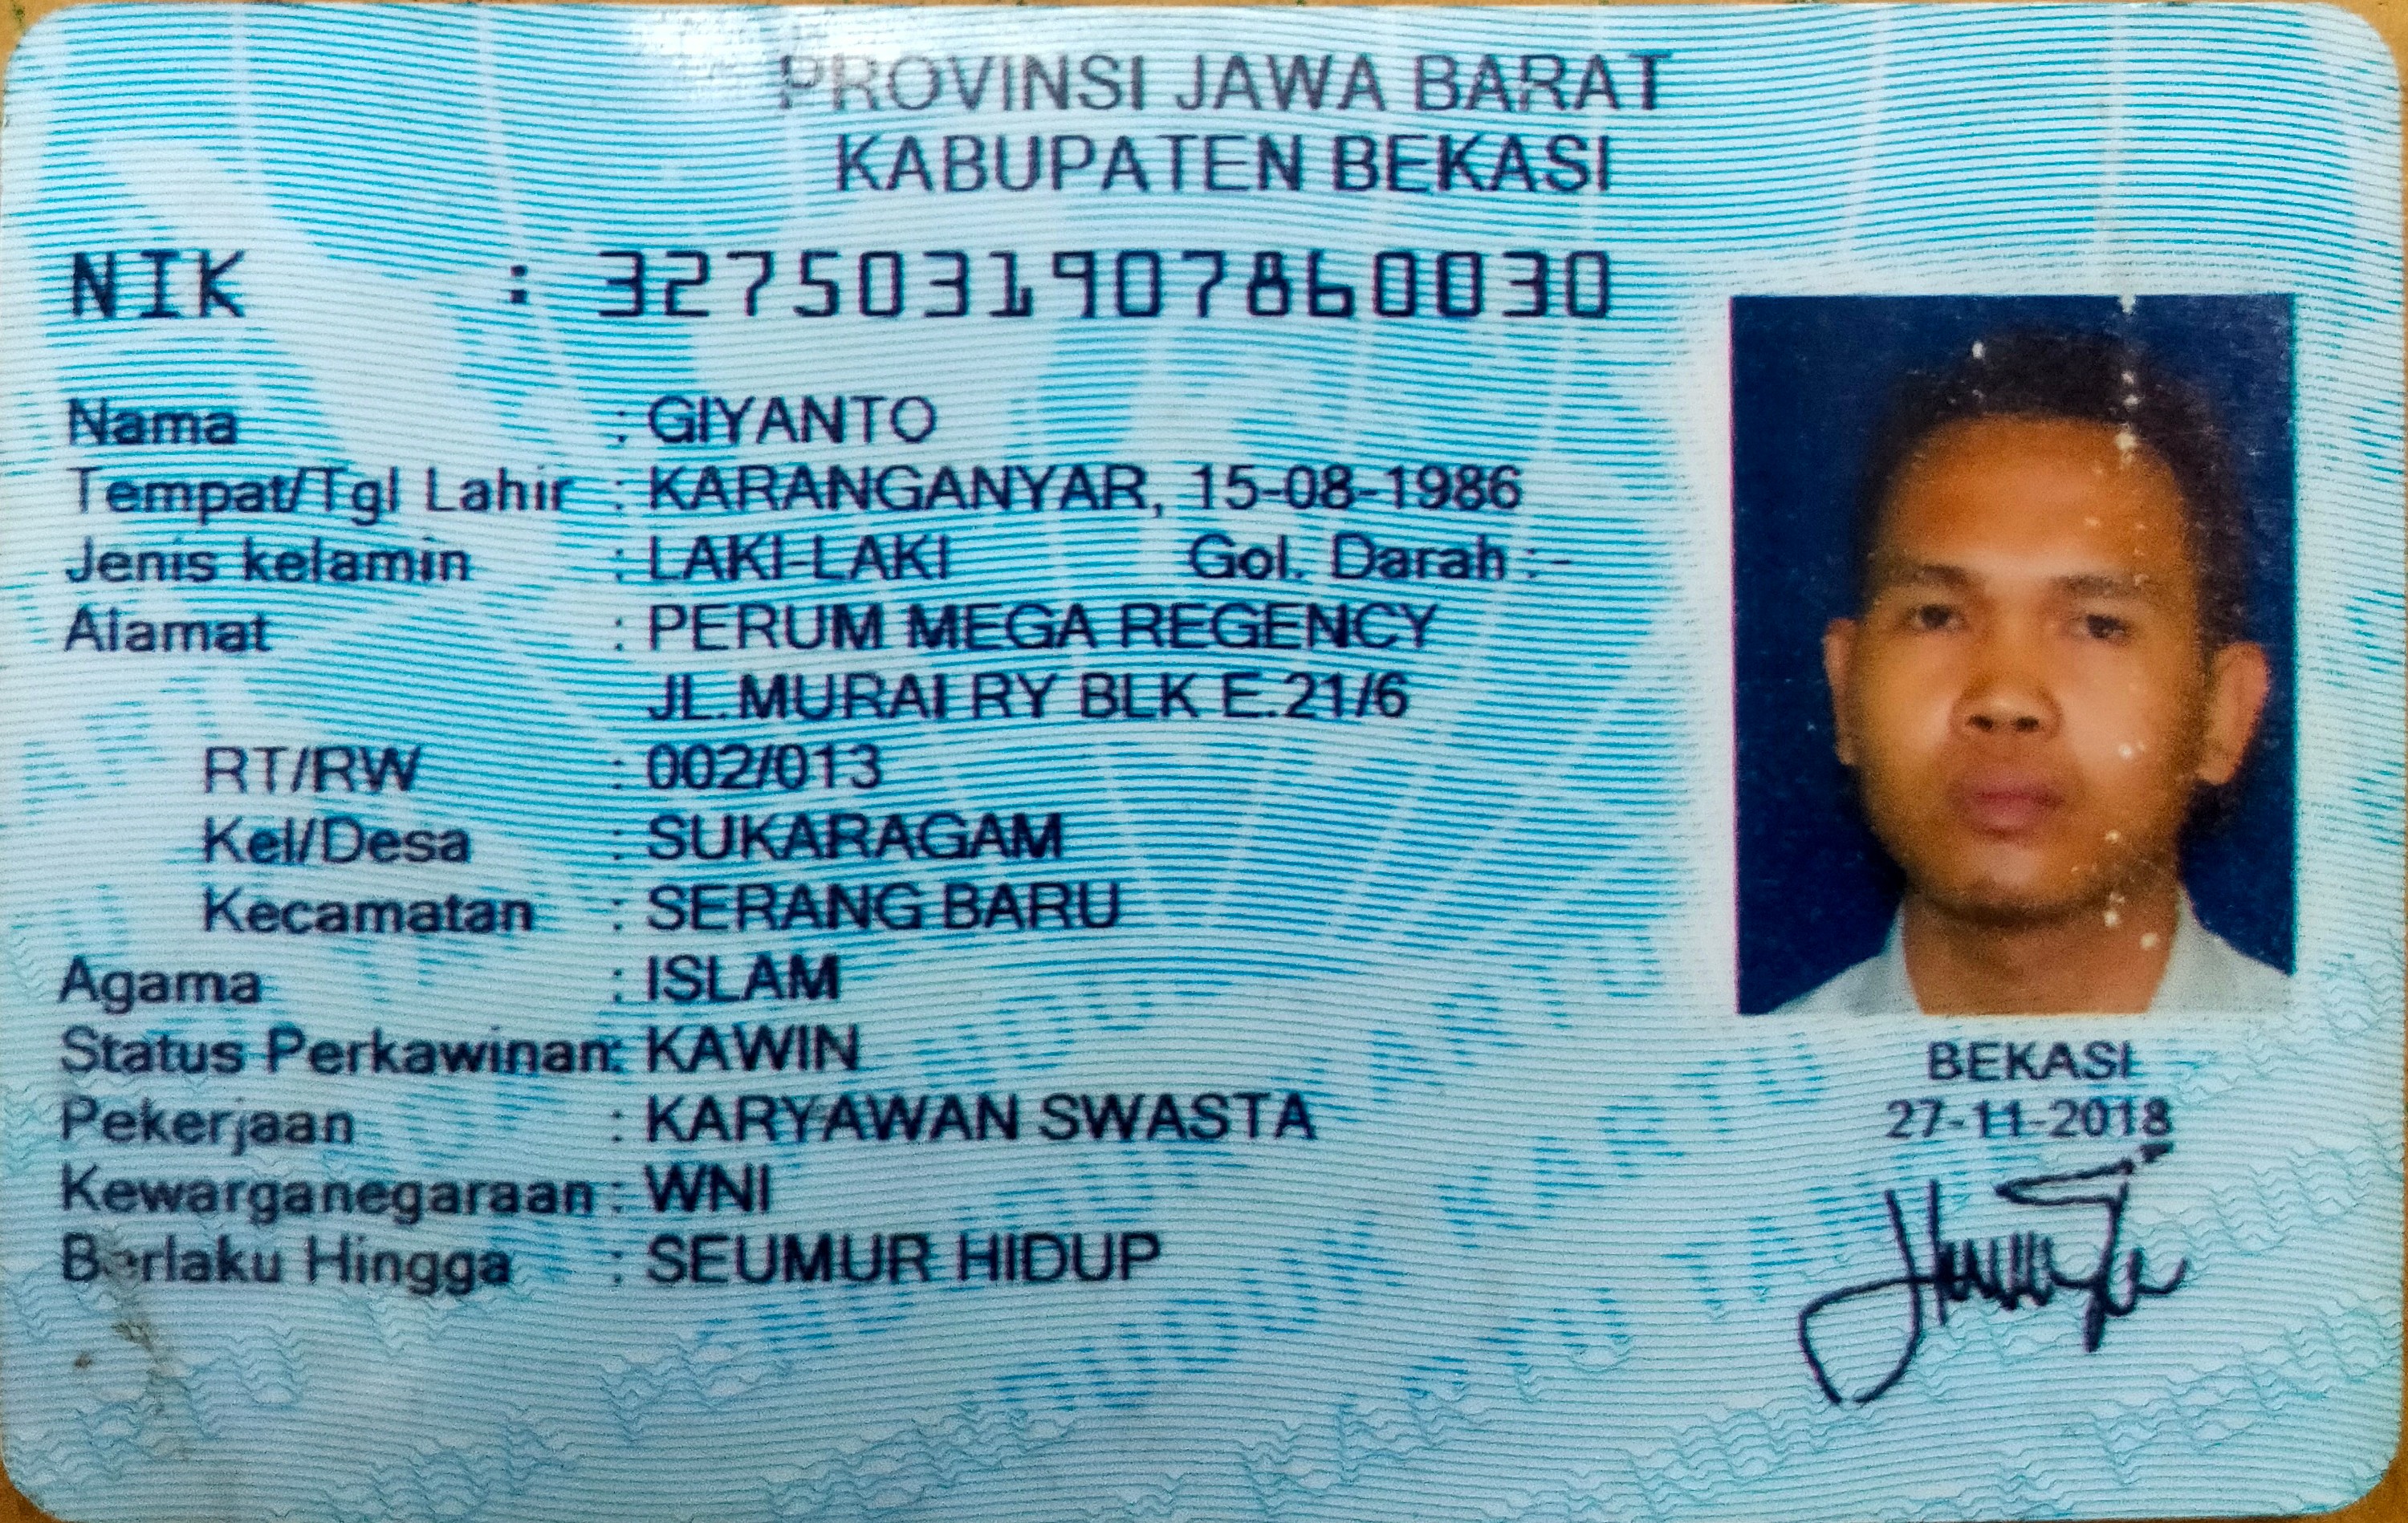 PROVINSI JAWA BARAT
KABUPATEN BEKASI
NIK : 3275031907860030
Nama : GIYANTO
Tempat/Tgl Lahir : KARANGANYAR, 15-08-1986
Jenis kelamin : LAKI-LAKI Gol. Darah : -
Alamat : PERUM MEGA REGENCY
JL.MURAI RY BLK E.21/6
RT/RW : 002/013
Kel/Desa : SUKARAGAM
Kecamatan : SERANG BARU
Agama : ISLAM
Status Perkawinan: KAWIN
Pekerjaan : KARYAWAN SWASTA
Kewarganegaraan : WNI
Berlaku Hingga : SEUMUR HIDUP
BEKASI
27-11-2018